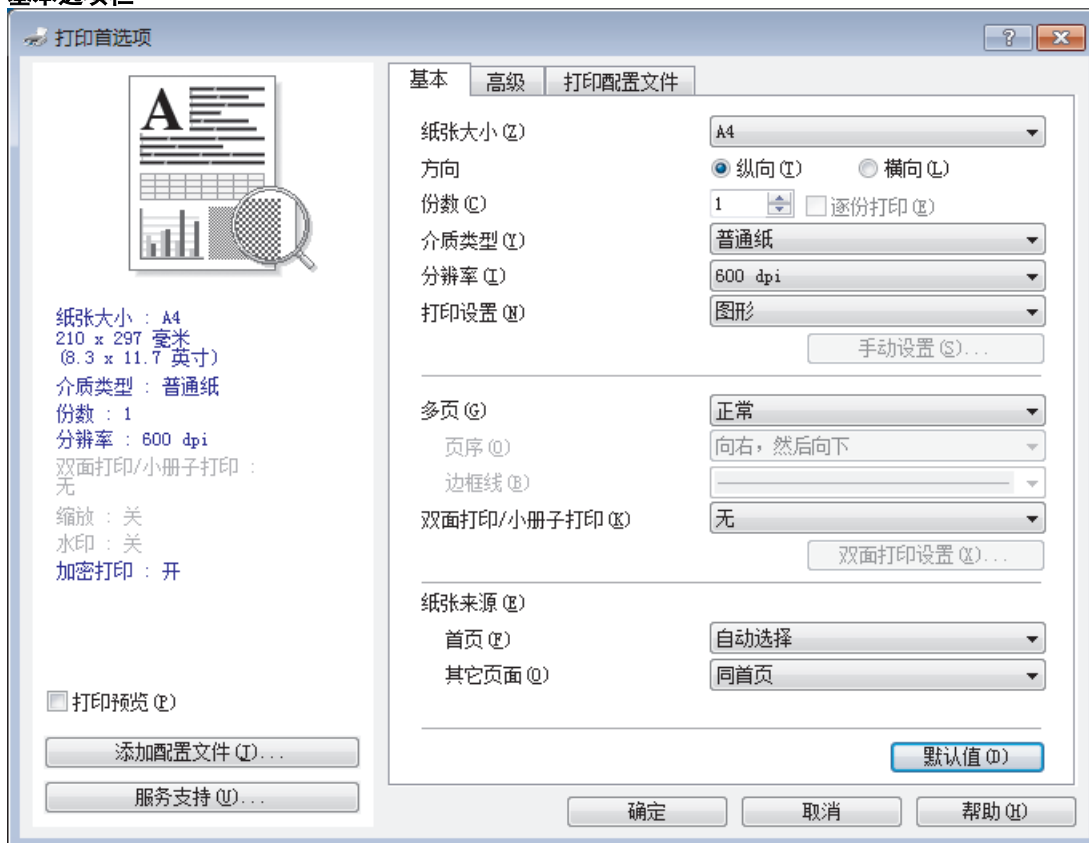 打印首选项
A
纸张大小 : A4
210 x 297 毫米
(8.3 x 11.7 英寸)
介质类型 : 普通纸
份数 : 1
分辨率 : 600 dpi
双面打印/小册子打印 :
无
缩放 : 关
水印 : 关
加密打印 : 开
打印预览(P)
添加配置文件(J)...
服务支持(U)...
基本 高级 打印配置文件
纸张大小(Z) A4
方向 纵向(T) 横向(L)
份数(C) 1 逐份打印(E)
介质类型(Y) 普通纸
分辨率(I) 600 dpi
打印设置(N) 图形
手动设置(S)...
多页(G) 正常
页序(O) 向右，然后向下
边框线(B)
双面打印/小册子打印(K) 无
双面打印设置(X)...
纸张来源(E)
首页(F) 自动选择
其它页面(O) 同首页
默认值(D)
确定 取消 帮助(H)